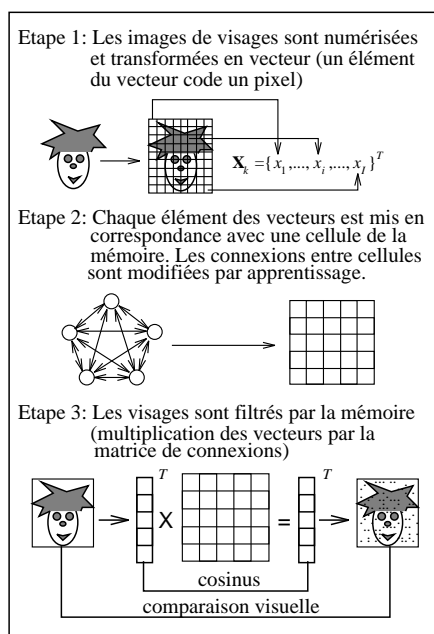 Etape 1: Les images de visages sont numérisées
et transformées en vecteur (un élément
du vecteur code un pixel)
X_k ={x_1,..., x_i,..., x_I}^T
Etape 2: Chaque élément des vecteurs est mis en
correspondance avec une cellule de la
mémoire. Les connexions entre cellules
sont modifiées par apprentissage.
Etape 3: Les visages sont filtrés par la mémoire
(multiplication des vecteurs par la
matrice de connexions)
T T
X =
cosinus
comparaison visuelle